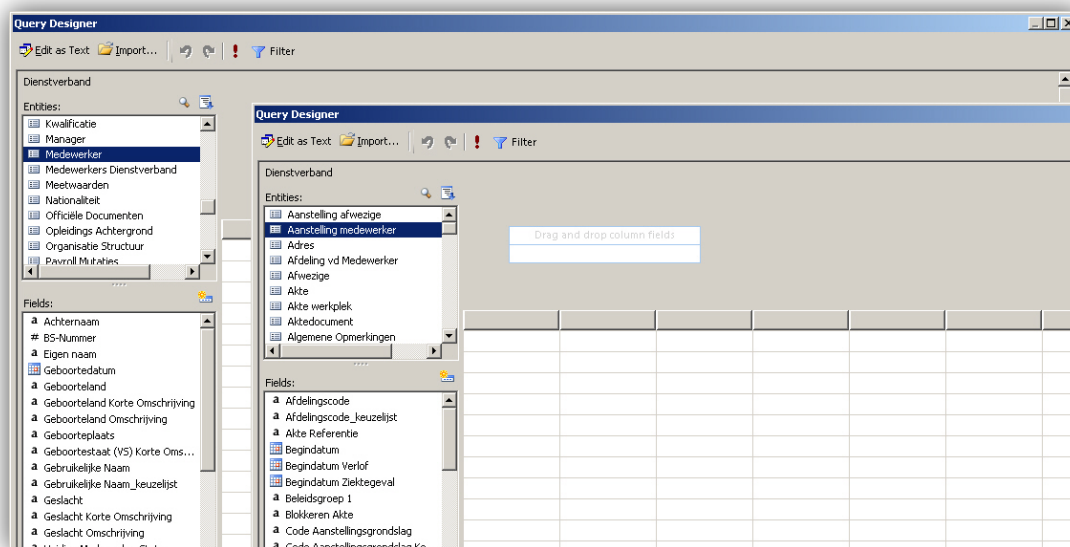 Query Designer
Edit as Text Import... Filter
Dienstverband
Entities:
Kwalificatie
Manager
Medewerker
Medewerkers Dienstverband
Meetwaarden
Nationaliteit
Officiële Documenten
Opleidings Achtergrond
Organisatie Structuur
Payroll Mutaties
Fields:
a Achternaam
# BS-Nummer
a Eigen naam
Geboortedatum
a Geboorteland
a Geboorteland Korte Omschrijving
a Geboorteland Omschrijving
a Geboorteplaats
a Geboortestaat (VS) Korte Oms...
a Gebruikelijke Naam
a Gebruikelijke Naam_keuzelijst
a Geslacht
a Geslacht Korte Omschrijving
a Geslacht Omschrijving
Query Designer
Edit as Text Import... Filter
Dienstverband
Entities:
Aanstelling afwezige
Aanstelling medewerker
Adres
Afdeling vd Medewerker
Afwezige
Akte
Akte werkplek
Aktedocument
Algemene Opmerkingen
Drag and drop column fields
Fields:
a Afdelingscode
a Afdelingscode_keuzelijst
a Akte Referentie
Begindatum
Begindatum Verlof
Begindatum Ziektegeval
a Beleidsgroep 1
a Blokkeren Akte
a Code Aanstellingsgrondslag
a Code Aanstellingsgrondslag Ko